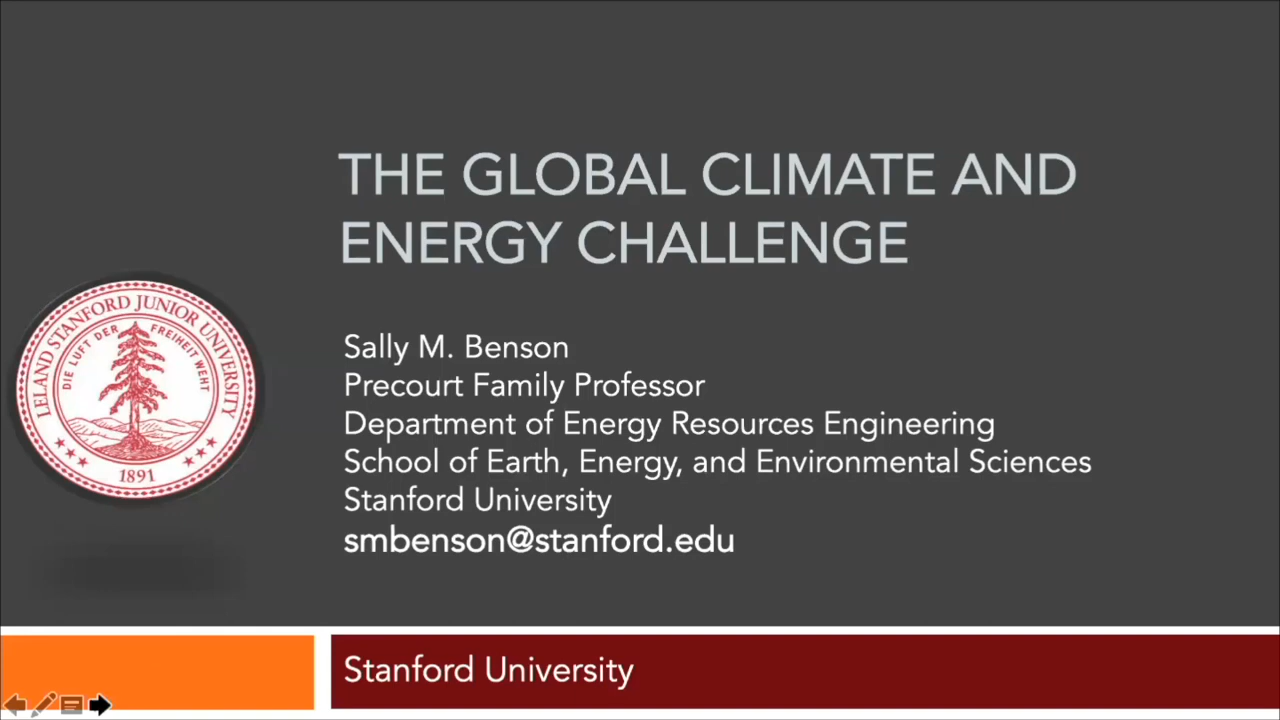 THE GLOBAL CLIMATE AND
ENERGY CHALLENGE
LELAND STANFORD JUNIOR UNIVERSITY
DIE LUFT DER FREIHEIT WEHT
1891
Sally M. Benson
Precourt Family Professor
Department of Energy Resources Engineering
School of Earth, Energy, and Environmental Sciences
Stanford University
smbenson@stanford.edu
Stanford University